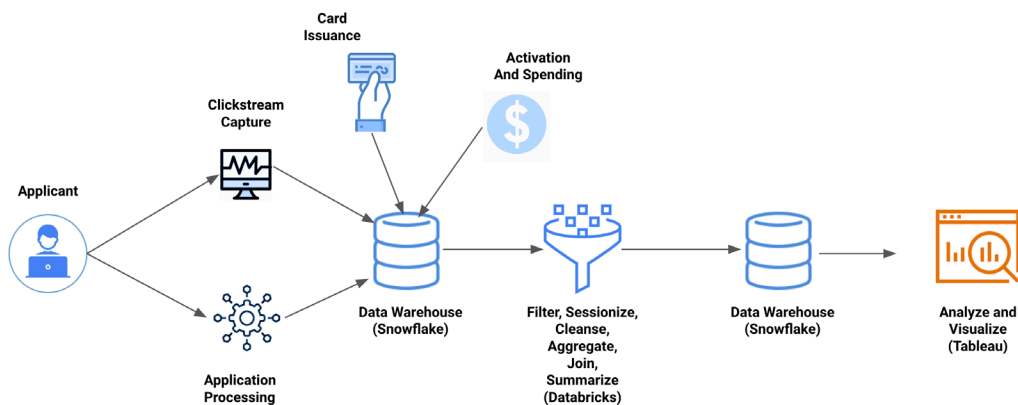 Card
Issuance
Activation
And Spending
Clickstream
Capture
Applicant
Data Warehouse
(Snowflake)
Filter, Sessionize,
Cleanse,
Aggregate,
Join,
Summarize
(Databricks)
Data Warehouse
(Snowflake)
Analyze and
Visualize
(Tableau)
Application
Processing